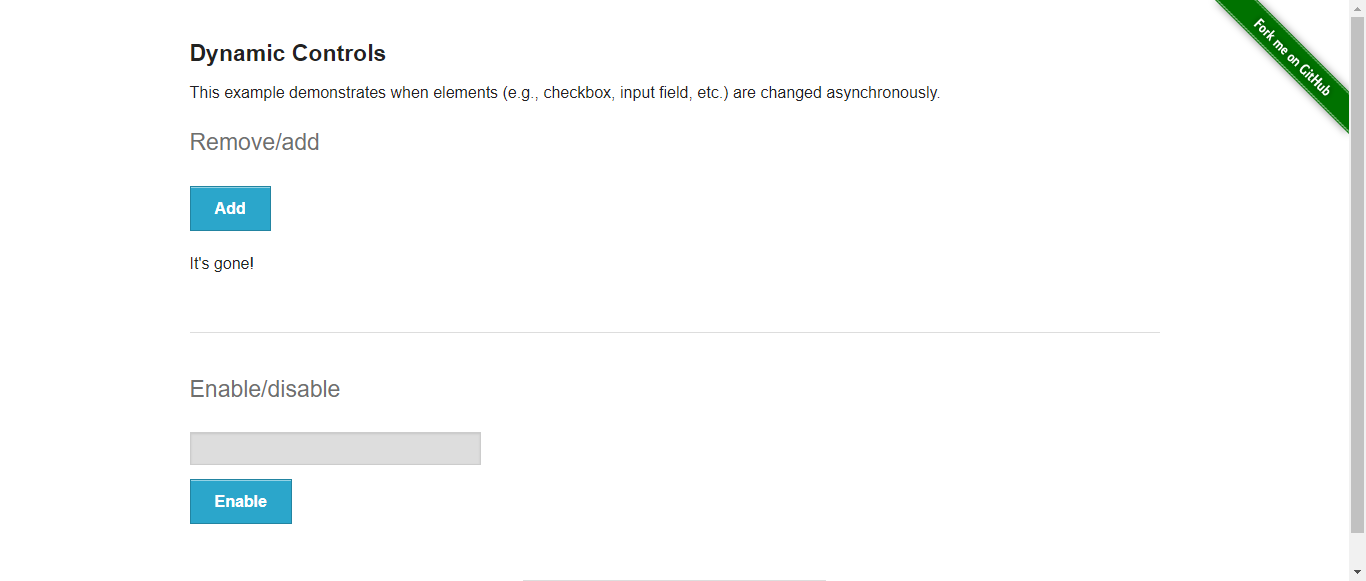 Fork me on GitHub
Dynamic Controls
This example demonstrates when elements (e.g., checkbox, input field, etc.) are changed asynchronously.
Remove/add
Add
It's gone!
Enable/disable
Enable